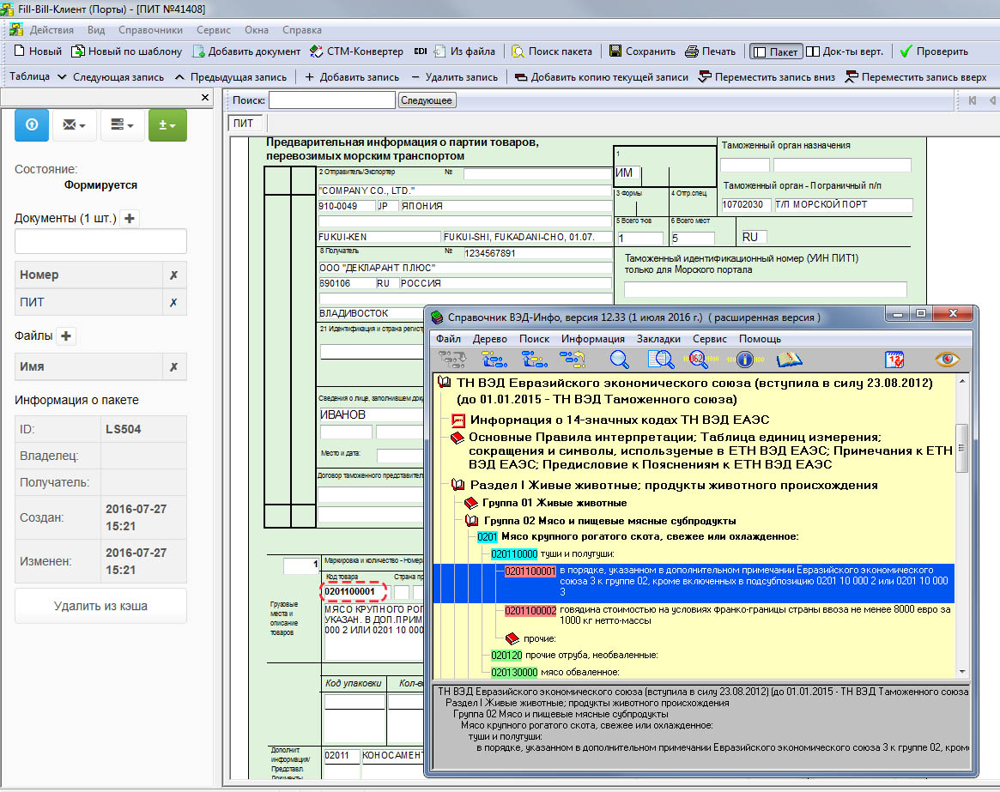 Fill-Bill-Клиент (Порты) - [ПИТ №41408]
Действия Вид Справочники Сервис Окна Справка
Новый Новый по шаблону Добавить документ СТМ-Конвертер EDI Из файла Поиск пакета Сохранить Печать Пакет Док-ты верт. Проверить
Таблица Следующая запись Предыдущая запись + Добавить запись − Удалить запись Добавить копию текущей записи Переместить запись вниз Переместить запись вверх
Поиск: Следующее
ПИТ
Состояние:
Формируется
Документы (1 шт.) +
Номер ✗
ПИТ ✗
Файлы +
Имя ✗
Информация о пакете
ID: LS504
Владелец:
Получатель:
Создан: 2016-07-27
15:21
Изменен: 2016-07-27
15:21
Удалить из кэша
Предварительная информация о партии товаров,
перевозимых морским транспортом
1
ИМ
Таможенный орган назначения
2 Отправитель/Экспортер №
"COMPANY CO., LTD."
910-0049 JP ЯПОНИЯ
FUKUI-KEN FUKUI-SHI, FUKADANI-CHO, 01.07.
3 Формы 4 Отгр.спец.
Таможенный орган - Пограничный п/п
10702030 Т/П МОРСКОЙ ПОРТ
5 Всего т-ов 6 Всего мест
1 5 RU
8 Получатель № 1234567891
ООО "ДЕКЛАРАНТ ПЛЮС"
690106 RU РОССИЯ
ВЛАДИВОСТОК
Таможенный идентификационный номер (УИН ПИТ1)
только для Морского портала
21 Идентификация и страна регист
Сведения о лице, заполнившем док
ИВАНОВ
Место и дата:
Договор таможенного представител
1 Маркировка и количество - Номера
Код товара Страна пр
0201100001
Грузовые
места и
описание
товаров
МЯСО КРУПНОГО РОГ
УКАЗАН. В ДОП.ПРИМ
000 2 ИЛИ 0201 10 000
Код упаковки Кол-в
Дополнит.
информация/
Представл.
Документы
02011 КОНОСАМЕНТ
Справочник ВЭД-Инфо, версия 12.33 (1 июля 2016 г.) ( расширенная версия )
Файл Дерево Поиск Информация Закладки Сервис Помощь
ТН ВЭД Евразийского экономического союза (вступила в силу 23.08.2012)
(до 01.01.2015 - ТН ВЭД Таможенного союза)
Информация о 14-значных кодах ТН ВЭД ЕАЭС
Основные Правила интерпретации; Таблица единиц измерения;
сокращения и символы, используемые в ЕТН ВЭД ЕАЭС; Примечания к ЕТН
ВЭД ЕАЭС; Предисловие к Пояснениям к ЕТН ВЭД ЕАЭС
Раздел I Живые животные; продукты животного происхождения
Группа 01 Живые животные
Группа 02 Мясо и пищевые мясные субпродукты
0201 Мясо крупного рогатого скота, свежее или охлажденное:
020110000 туши и полутуши:
0201100001 в порядке, указанном в дополнительном примечании Евразийского экономического
союза 3 к группе 02, кроме включенных в подсубпозицию 0201 10 000 2 или 0201 10 000
3
0201100002 говядина стоимостью на условиях франко-границы страны ввоза не менее 8000 евро за
1000 кг нетто-массы
прочие:
020120 прочие отруба, необваленные:
020130000 мясо обваленное:
ТН ВЭД Евразийского экономического союза (вступила в силу 23.08.2012) (до 01.01.2015 - ТН ВЭД Таможенного союза
Раздел I Живые животные; продукты животного происхождения
Группа 02 Мясо и пищевые мясные субпродукты
Мясо крупного рогатого скота, свежее или охлажденное:
туши и полутуши:
в порядке, указанном в дополнительном примечании Евразийского экономического союза 3 к группе 02, кром